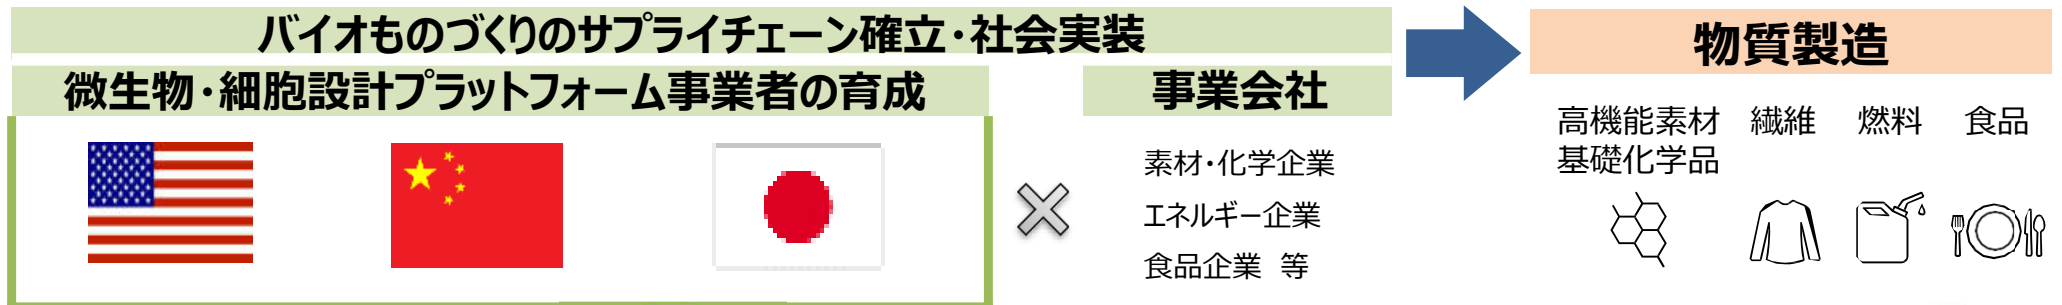 バイオものづくりのサプライチェーン確立・社会実装
微生物・細胞設計プラットフォーム事業者の育成
事業会社
素材・化学企業
エネルギー企業
食品企業 等
物質製造
高機能素材
基礎化学品
繊維
燃料
食品